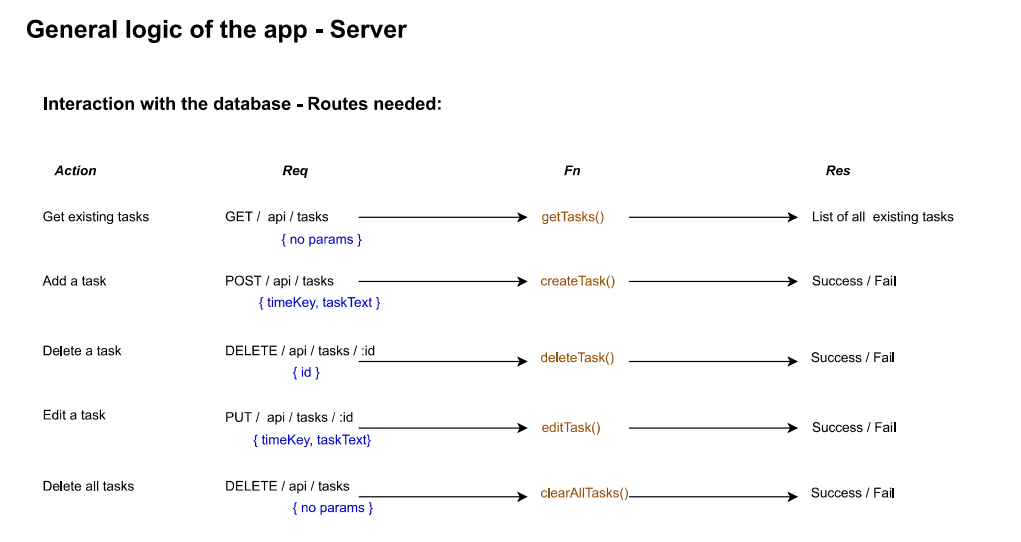 General logic of the app - Server
Interaction with the database - Routes needed:
Action Req Fn Res
Get existing tasks GET / api / tasks getTasks() List of all existing tasks
{ no params }
Add a task POST / api / tasks createTask() Success / Fail
{ timeKey, taskText }
Delete a task DELETE / api / tasks / :id deleteTask() Success / Fail
{ id }
Edit a task PUT / api / tasks / :id editTask() Success / Fail
{ timeKey, taskText}
Delete all tasks DELETE / api / tasks clearAllTasks() Success / Fail
{ no params }